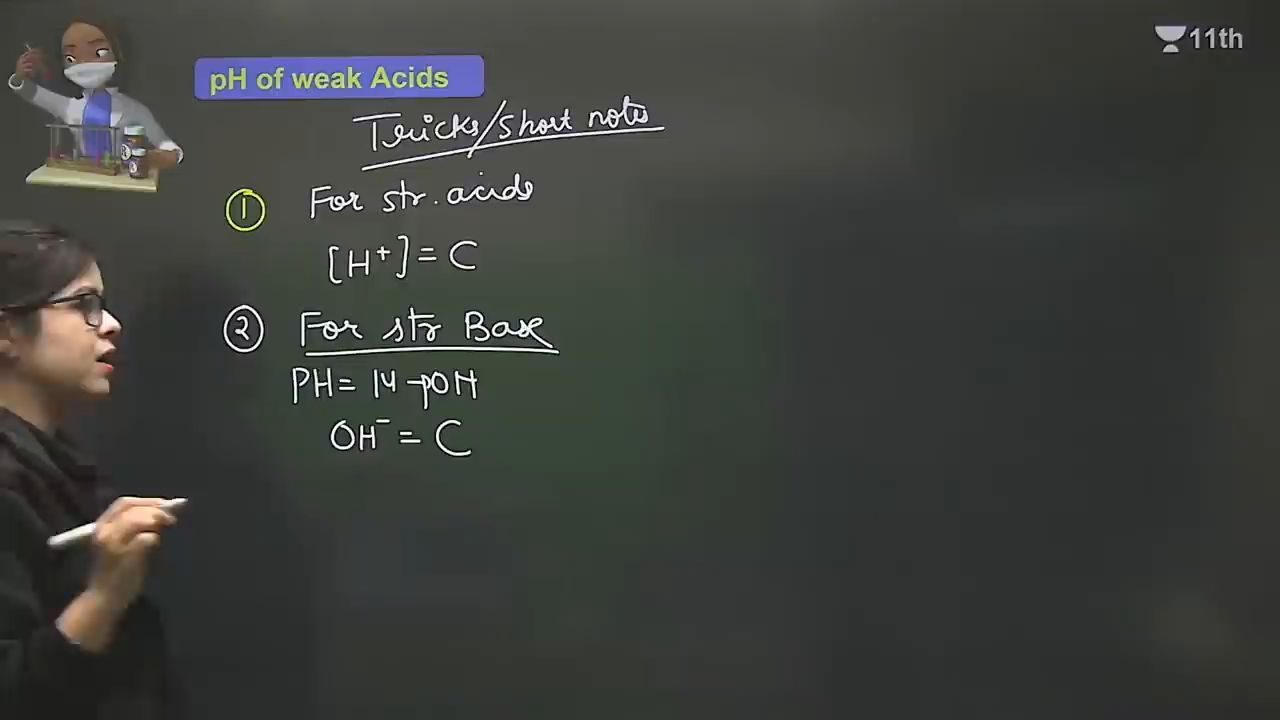 11th
pH of weak Acids
Tricks/Short notes
① For str. acids
[H⁺] = C
② For str Base
PH = 14 - pOH
OH⁻ = C